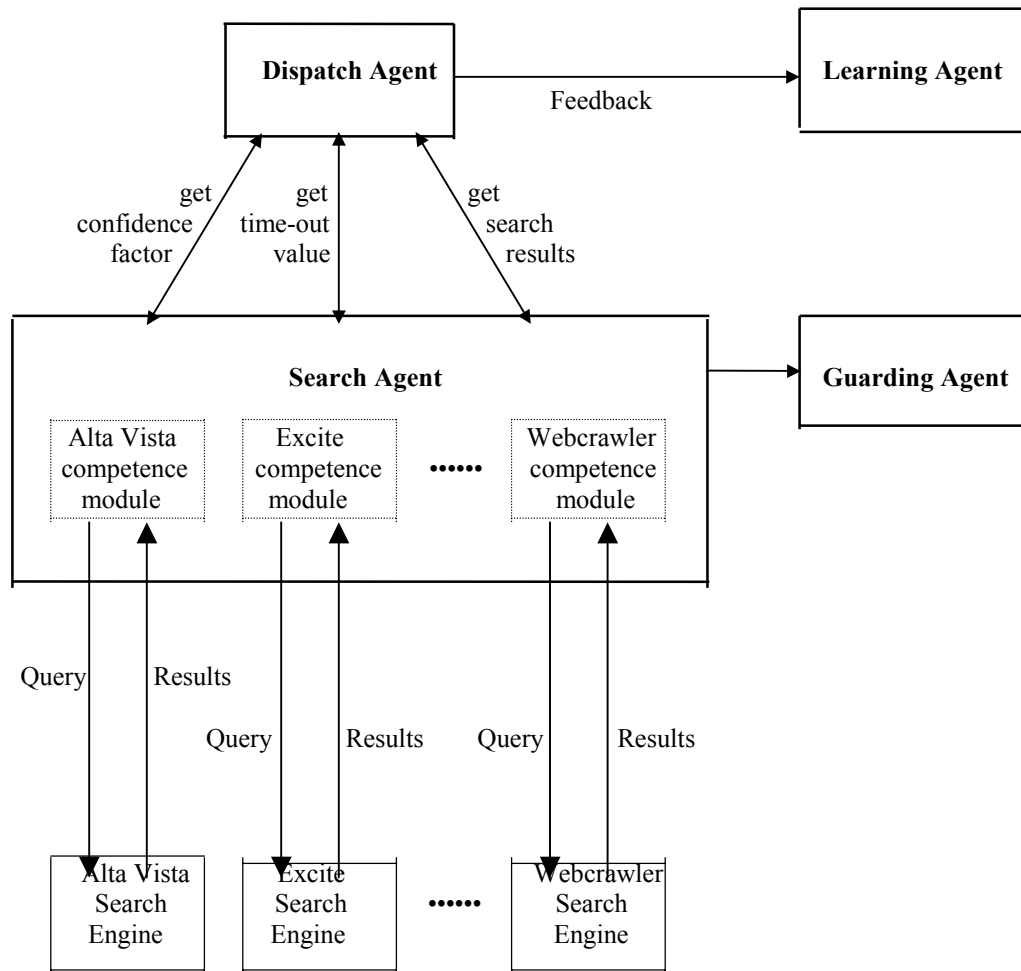 Dispatch Agent
Learning Agent
Feedback
get
confidence
factor
get
time-out
value
get
search
results
Search Agent
Guarding Agent
Alta Vista
competence
module
Excite
competence
module
••••••
Webcrawler
competence
module
Query
Results
Query
Results
Query
Results
Alta Vista
Search
Engine
Excite
Search
Engine
••••••
Webcrawler
Search
Engine